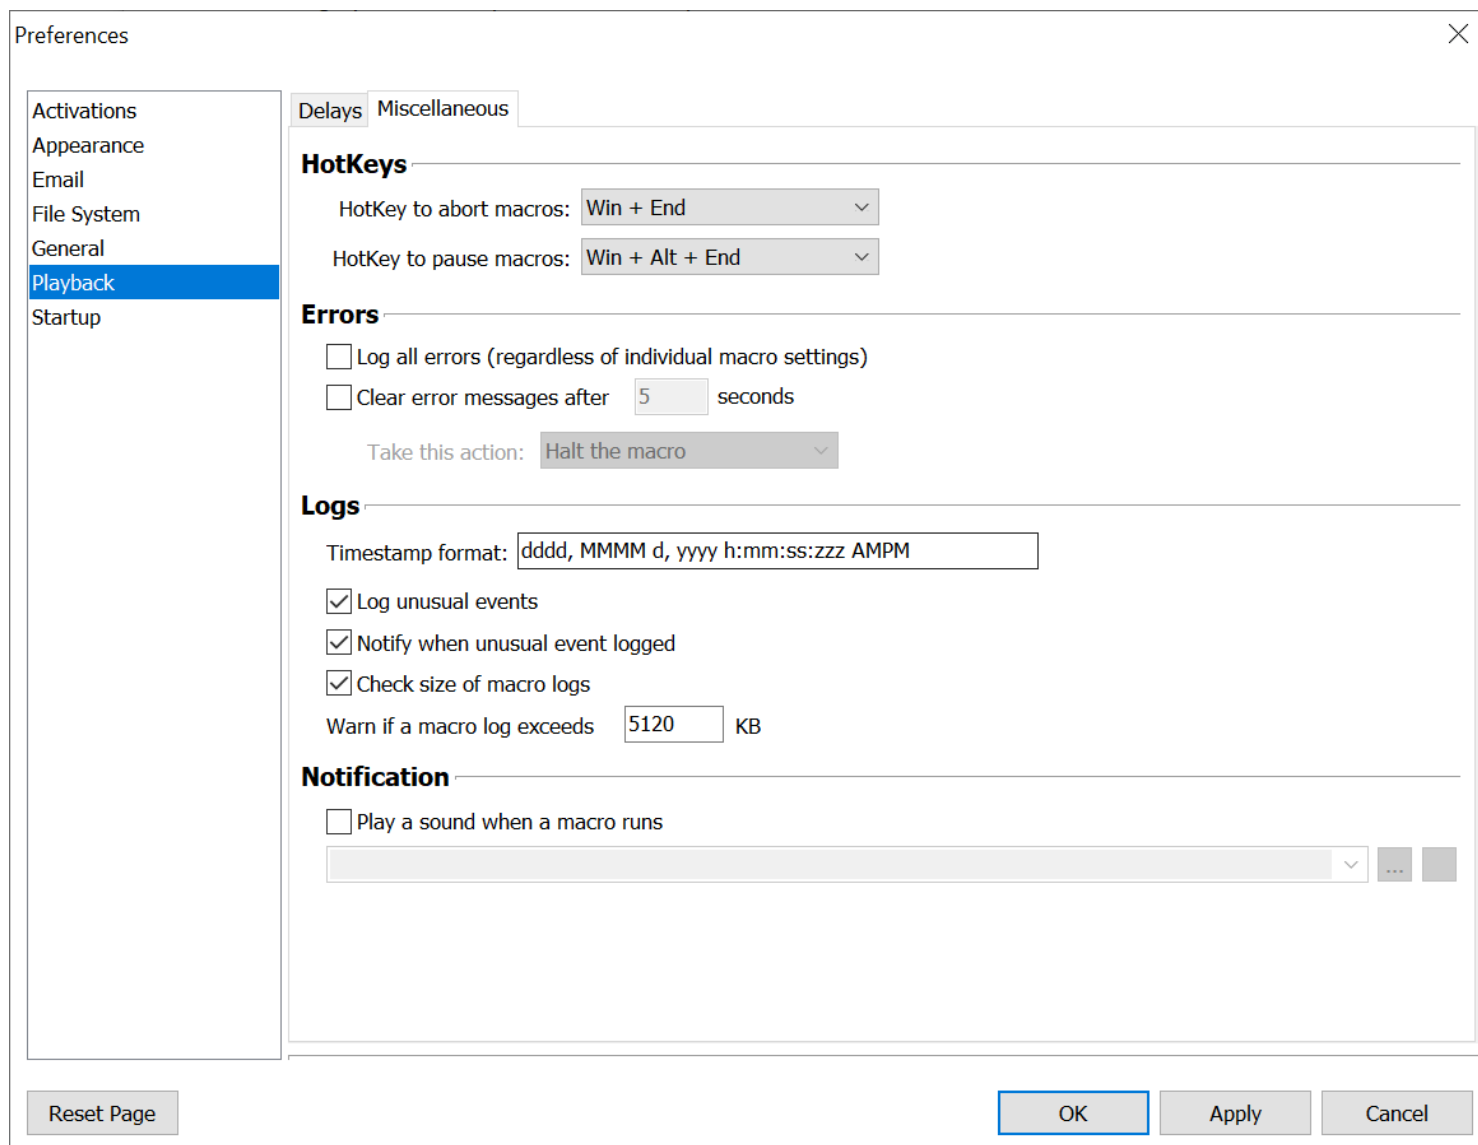 Preferences
Activations
Appearance
Email
File System
General
Playback
Startup
Delays
Miscellaneous
HotKeys
HotKey to abort macros: Win + End
HotKey to pause macros: Win + Alt + End
Errors
Log all errors (regardless of individual macro settings)
Clear error messages after 5 seconds
Take this action: Halt the macro
Logs
Timestamp format: dddd, MMMM d, yyyy h:mm:ss:zzz AMPM
Log unusual events
Notify when unusual event logged
Check size of macro logs
Warn if a macro log exceeds 5120 KB
Notification
Play a sound when a macro runs
...
Reset Page
OK
Apply
Cancel